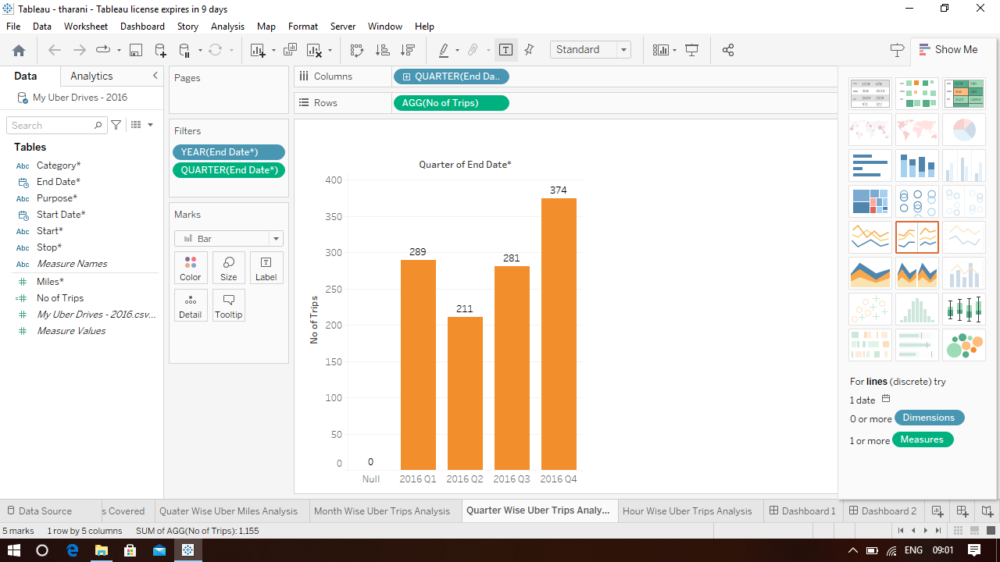 Tableau - tharani - Tableau license expires in 9 days
File Data Worksheet Dashboard Story Analysis Map Format Server Window Help
Standard
Show Me
Data Analytics
My Uber Drives - 2016
Search
Tables
Abc Category*
End Date*
Abc Purpose*
Start Date*
Abc Start*
Abc Stop*
Abc Measure Names
Miles*
No of Trips
My Uber Drives - 2016.csv...
Measure Values
Pages
Filters
YEAR(End Date*)
QUARTER(End Date*)
Marks
Bar
Color Size Label
Detail Tooltip
Columns QUARTER(End Da..
Rows AGG(No of Trips)
Quarter of End Date*
No of Trips
400
350
300
250
200
150
100
50
0
0 289 211 281 374
Null 2016 Q1 2016 Q2 2016 Q3 2016 Q4
For lines (discrete) try
1 date
0 or more Dimensions
1 or more Measures
Data Source s Covered Quater Wise Uber Miles Analysis Month Wise Uber Trips Analysis Quarter Wise Uber Trips Analy... Hour Wise Uber Trips Analysis Dashboard 1 Dashboard 2
5 marks 1 row by 5 columns SUM of AGG(No of Trips): 1,155
ENG 09:01